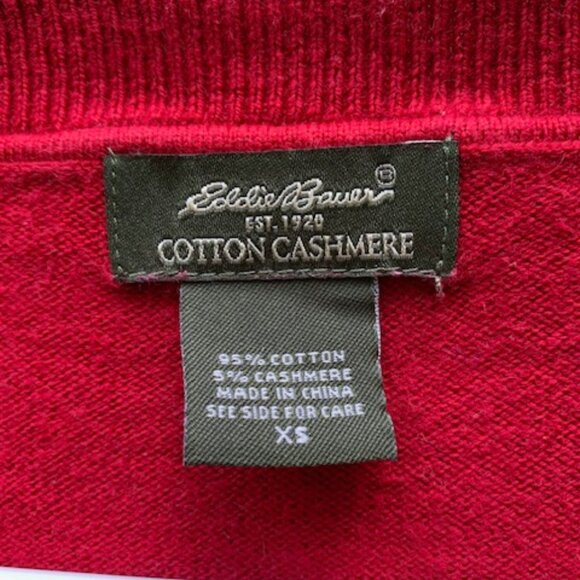 Eddie Bauer®
EST. 1920
COTTON CASHMERE
95% COTTON
5% CASHMERE
MADE IN CHINA
SEE SIDE FOR CARE
XS